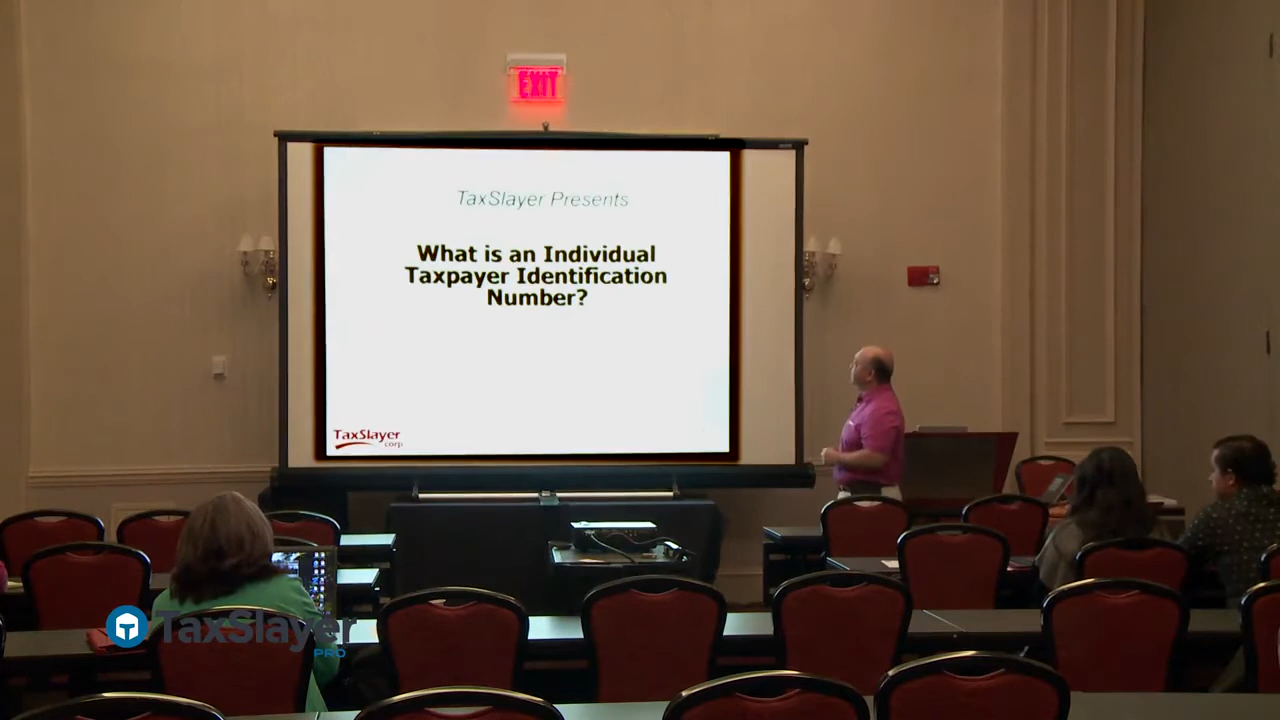 EXIT
TaxSlayer Presents
What is an Individual
Taxpayer Identification
Number?
TaxSlayer
corp
TaxSlayer
PRO